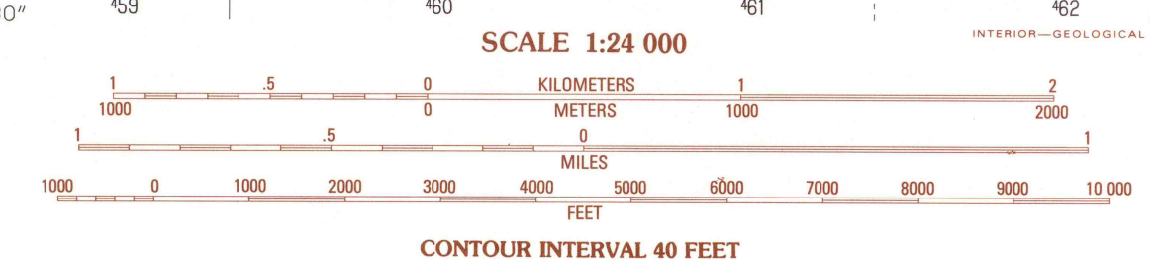 0" 459 460 461 462
SCALE 1:24 000
INTERIOR—GEOLOGICAL
1 .5 0 KILOMETERS 1 2
1000 0 METERS 1000 2000
1 .5 0 1
MILES
1000 0 1000 2000 3000 4000 5000 6000 7000 8000 9000 10 000
FEET
CONTOUR INTERVAL 40 FEET